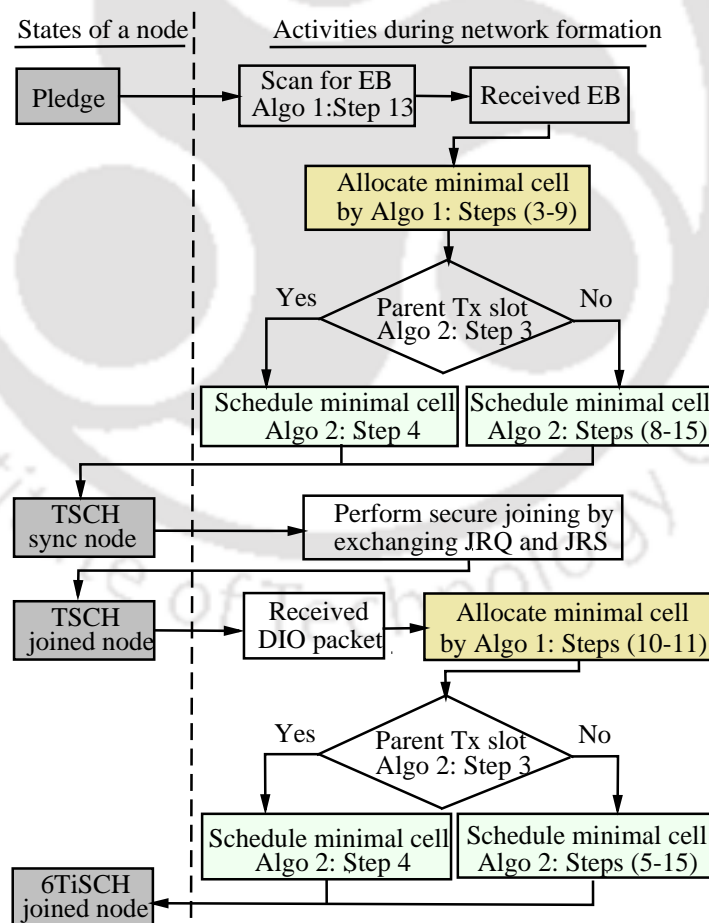 States of a node
Activities during network formation
Pledge
Scan for EB
Algo 1:Step 13
Received EB
Allocate minimal cell
by Algo 1: Steps (3-9)
Yes
Parent Tx slot
Algo 2: Step 3
No
Schedule minimal cell
Algo 2: Step 4
Schedule minimal cell
Algo 2: Steps (8-15)
TSCH
sync node
Perform secure joining by
exchanging JRQ and JRS
TSCH
joined node
Received
DIO packet
Allocate minimal cell
by Algo 1: Steps (10-11)
Yes
Parent Tx slot
Algo 2: Step 3
No
Schedule minimal cell
Algo 2: Step 4
Schedule minimal cell
Algo 2: Steps (5-15)
6TiSCH
joined node
of Technology